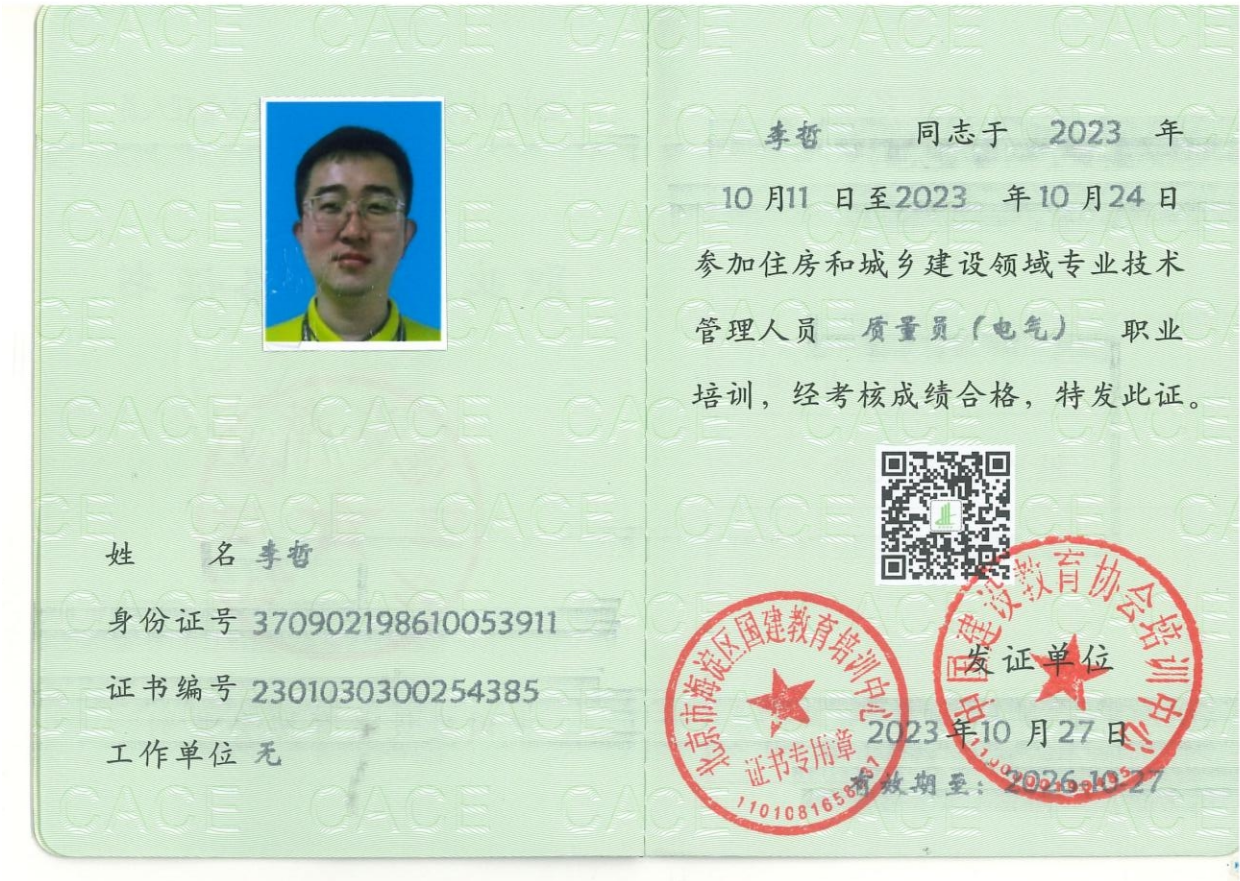 李哲 同志于 2023 年
10 月11 日至2023 年10 月24 日
参加住房和城乡建设领域专业技术
管理人员 质量员（电气） 职业
培训，经考核成绩合格，特发此证。
姓 名 李哲
身份证号 370902198610053911
证书编号 2301030300254385
工作单位 无
北京市海淀区国建教育培训中心
证书专用章
中国建设教育协会培训中心
发证单位
2023 年10 月27 日
有效期至：2026-10-27
CACE